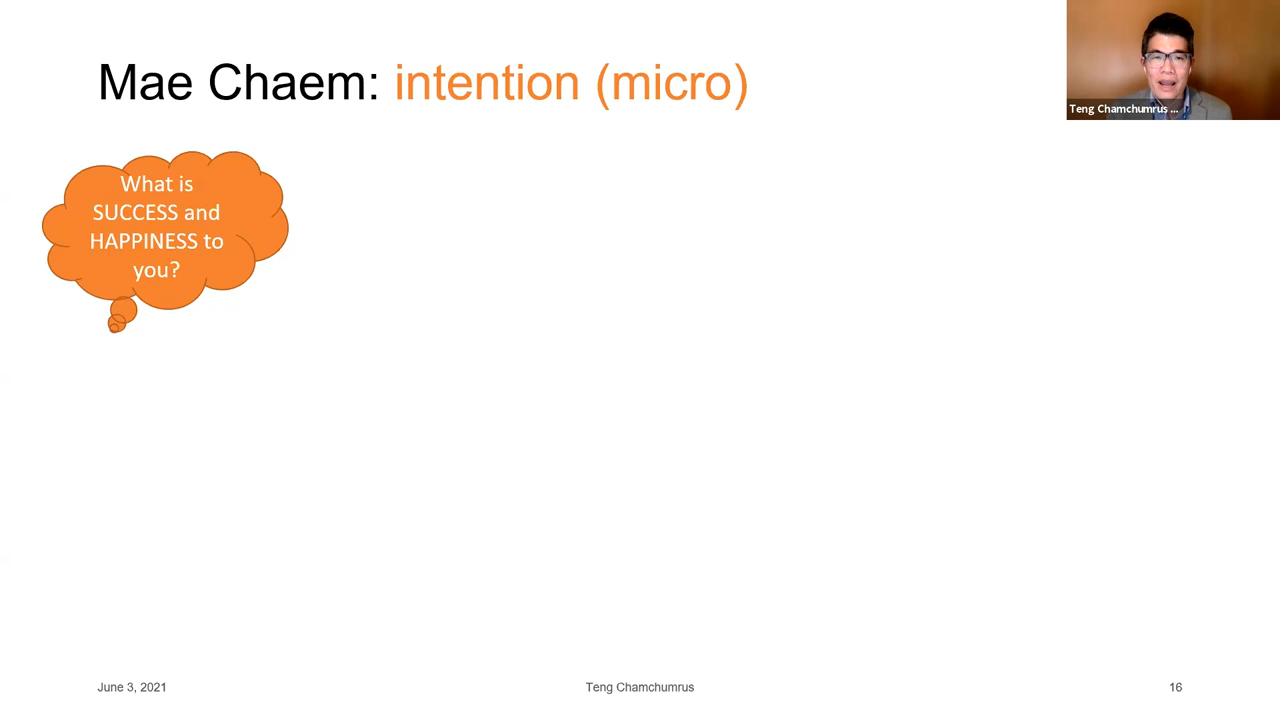 Mae Chaem: intention (micro)
Teng Chamchumrus ...
What is
SUCCESS and
HAPPINESS to
you?
June 3, 2021
Teng Chamchumrus
16